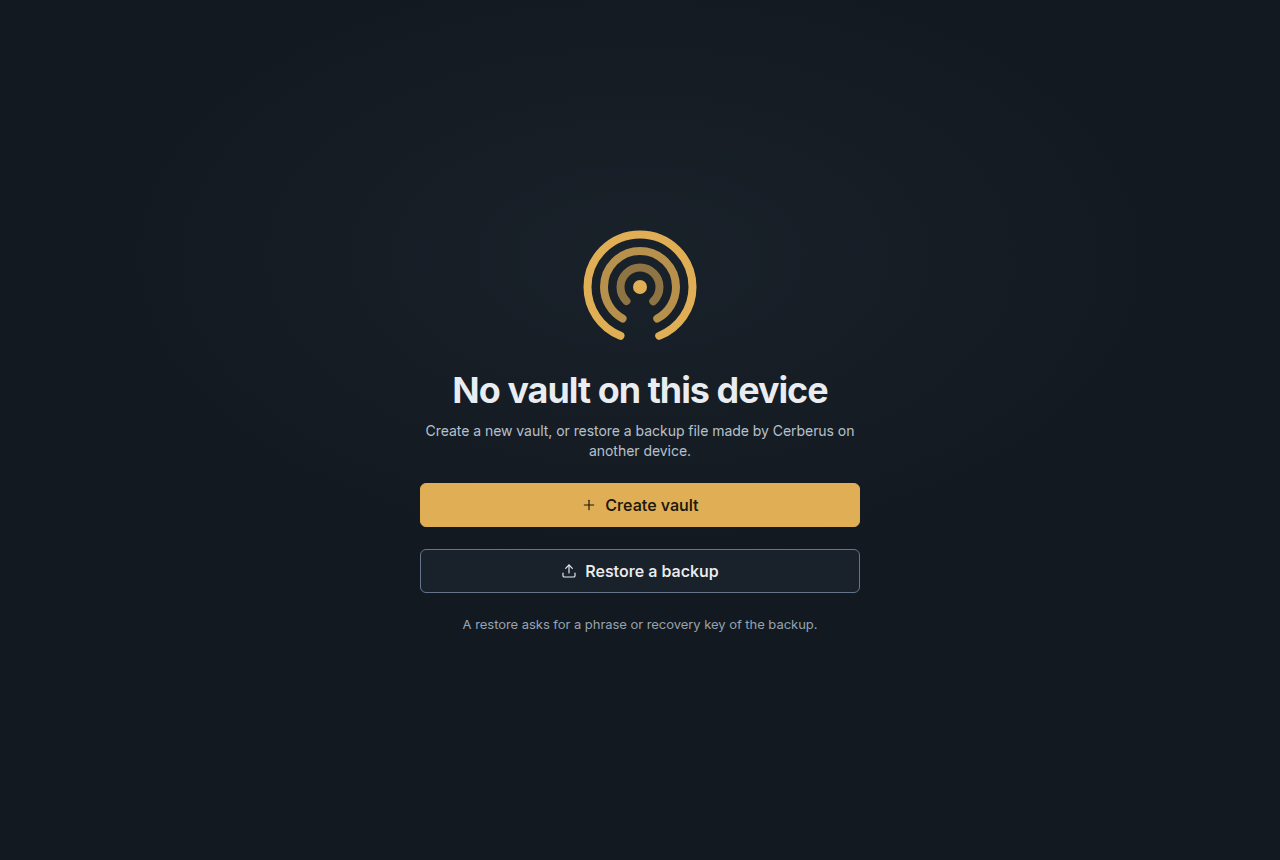 No vault on this device
Create a new vault, or restore a backup file made by Cerberus on
another device.
Create vault
Restore a backup
A restore asks for a phrase or recovery key of the backup.